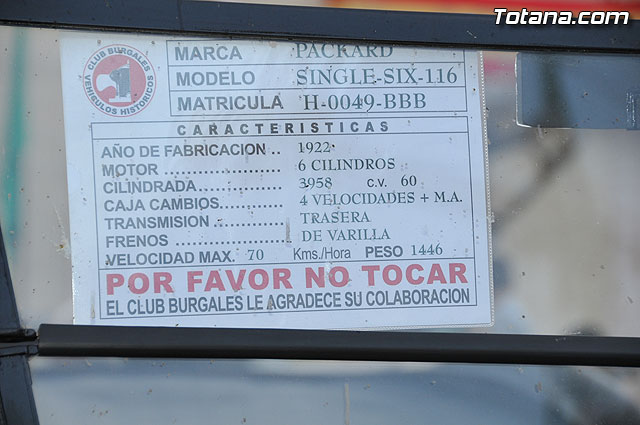 Totana.com
CLUB BURGALES
VEHICULOS HISTORICOS
MARCA PACKARD
MODELO SINGLE-SIX-116
MATRICULA H-0049-BBB
CARACTERISTICAS
AÑO DE FABRICACION .. 1922
MOTOR .................... 6 CILINDROS
CILINDRADA............... 3958 C.V. 60
CAJA CAMBIOS........... 4 VELOCIDADES + M.A.
TRANSMISION ............ TRASERA
FRENOS ................... DE VARILLA
VELOCIDAD MAX. 70 Kms./Hora PESO 1446
POR FAVOR NO TOCAR
EL CLUB BURGALES LE AGRADECE SU COLABORACION